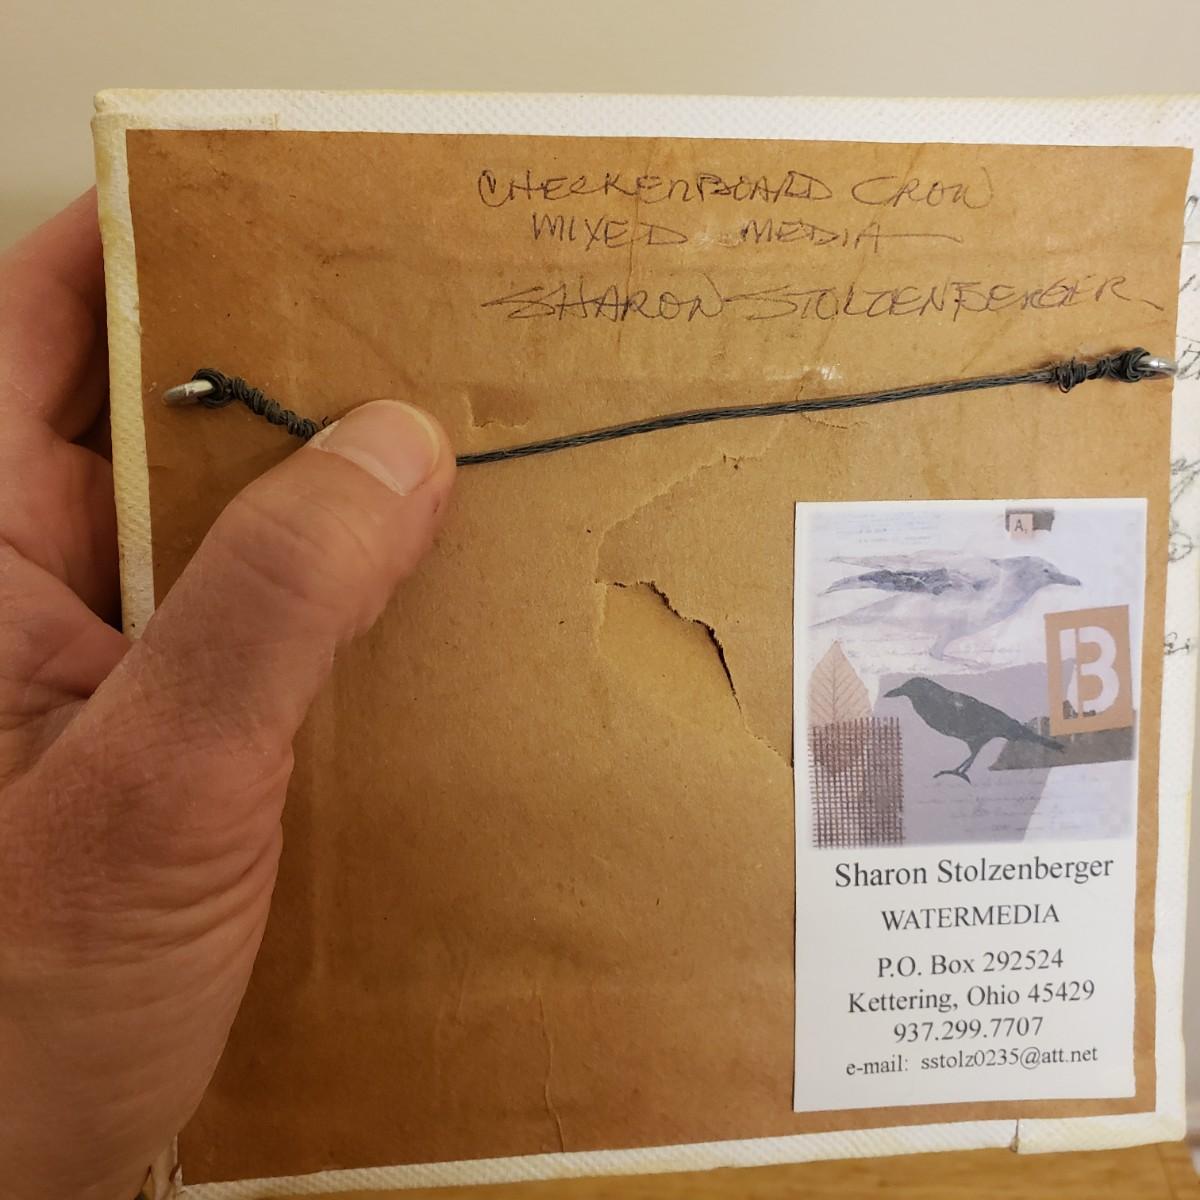 CHECKERBOARD CROW
MIXED MEDIA
SHARON STOLZENBERGER
A.
B
Sharon Stolzenberger
WATERMEDIA
P.O. Box 292524
Kettering, Ohio 45429
937.299.7707
e-mail: sstolz0235@att.net